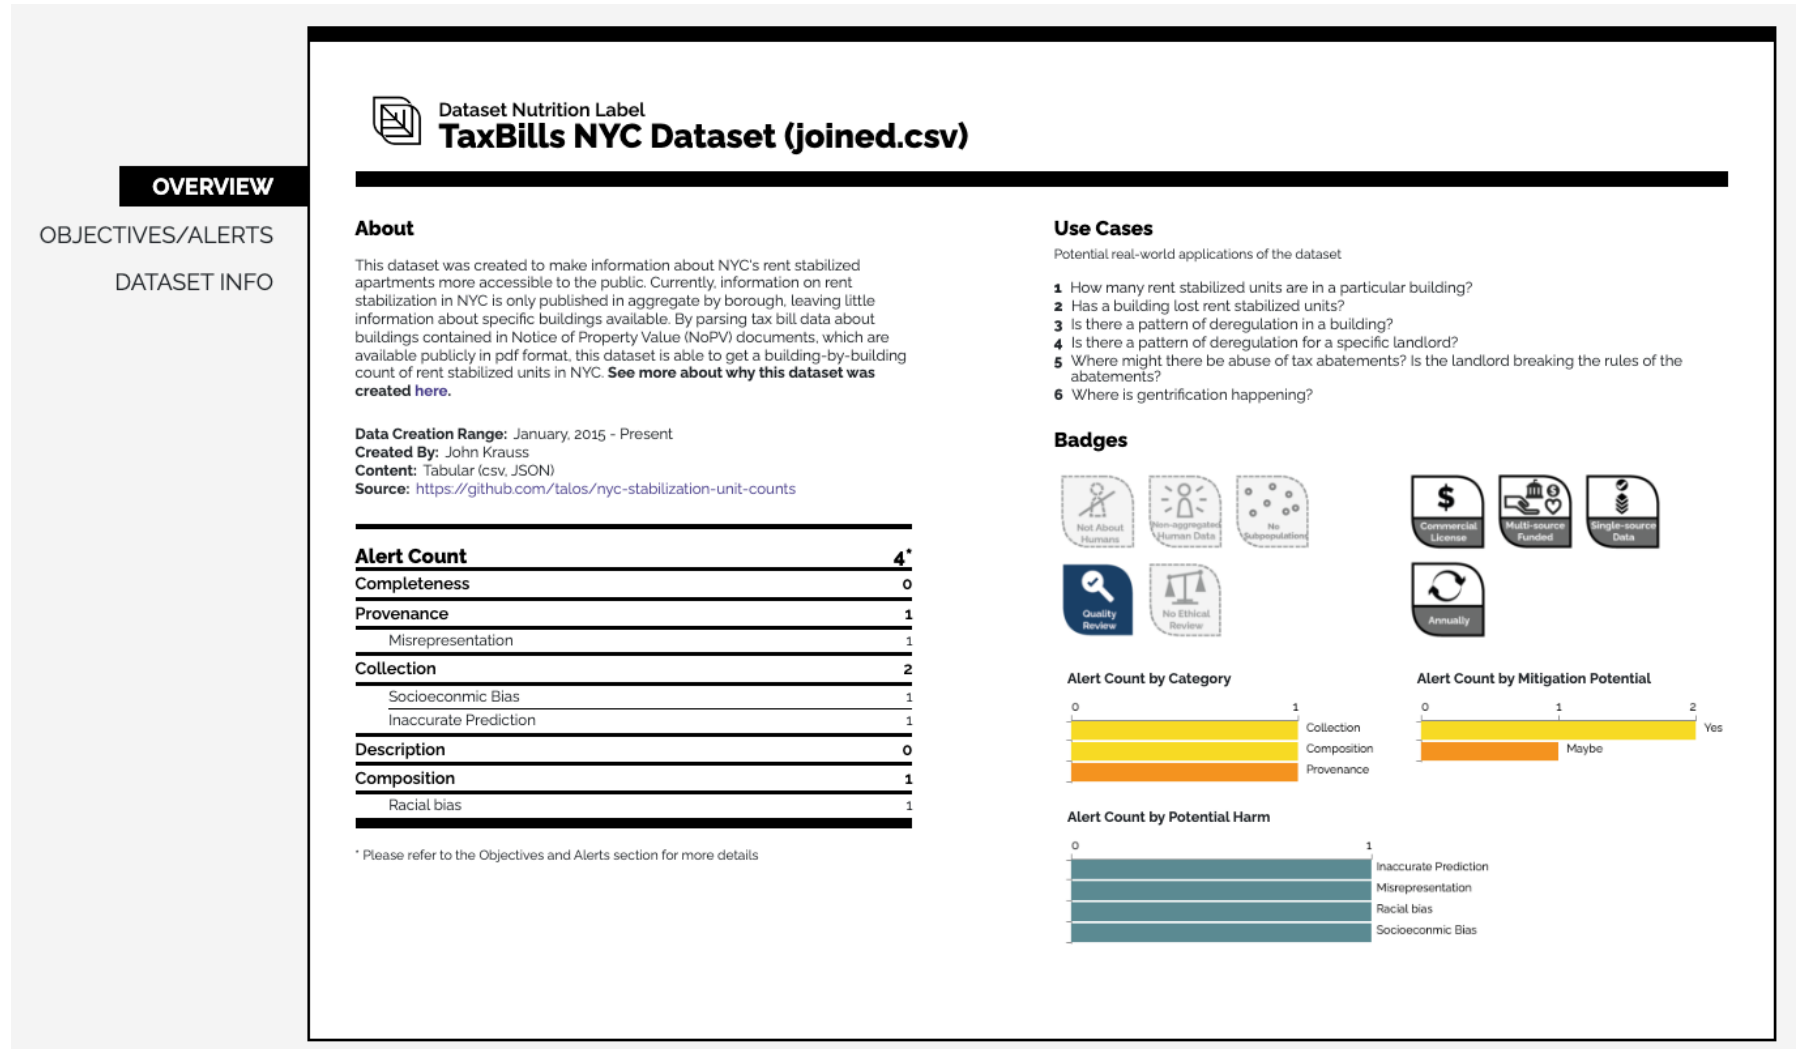 Dataset Nutrition Label
TaxBills NYC Dataset (joined.csv)
OVERVIEW
OBJECTIVES/ALERTS
DATASET INFO
About
This dataset was created to make information about NYC's rent stabilized
apartments more accessible to the public. Currently, information on rent
stabilization in NYC is only published in aggregate by borough, leaving little
information about specific buildings available. By parsing tax bill data about
buildings contained in Notice of Property Value (NoPV) documents, which are
available publicly in pdf format, this dataset is able to get a building-by-building
count of rent stabilized units in NYC. See more about why this dataset was
created here.
Data Creation Range: January, 2015 - Present
Created By: John Krauss
Content: Tabular (csv, JSON)
Source: https://github.com/talos/nyc-stabilization-unit-counts
Alert Count 4*
Completeness 0
Provenance 1
Misrepresentation 1
Collection 2
Socioeconmic Bias 1
Inaccurate Prediction 1
Description 0
Composition 1
Racial bias 1
* Please refer to the Objectives and Alerts section for more details
Use Cases
Potential real-world applications of the dataset
1 How many rent stabilized units are in a particular building?
2 Has a building lost rent stabilized units?
3 Is there a pattern of deregulation in a building?
4 Is there a pattern of deregulation for a specific landlord?
5 Where might there be abuse of tax abatements? Is the landlord breaking the rules of the
abatements?
6 Where is gentrification happening?
Badges
Not About
Humans
Non-aggregated
Human Data
No
Subpopulations
$
Commercial
License
Multi-source
Funded
Single-source
Data
Quality
Review
No Ethical
Review
Annually
Alert Count by Category
0 1
Collection
Composition
Provenance
Alert Count by Mitigation Potential
0 1 2
Yes
Maybe
Alert Count by Potential Harm
0 1
Inaccurate Prediction
Misrepresentation
Racial bias
Socioeconmic Bias